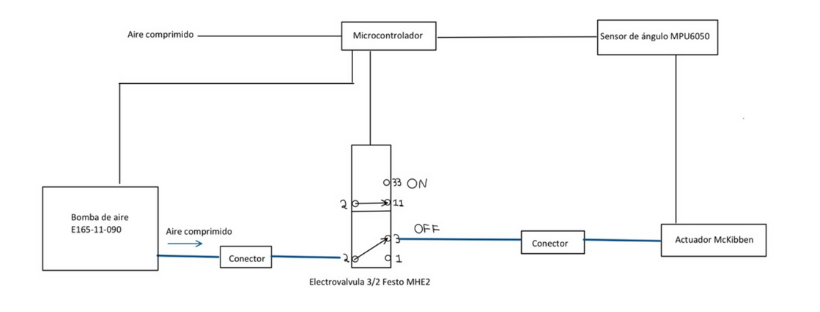 Aire comprimido
Microcontrolador
Sensor de ángulo MPU6050
33 ON
2 11
OFF
3
2 1
Bomba de aire
E165-11-090
Aire comprimido
Conector
Conector
Actuador McKibben
Electrovalvula 3/2 Festo MHE2